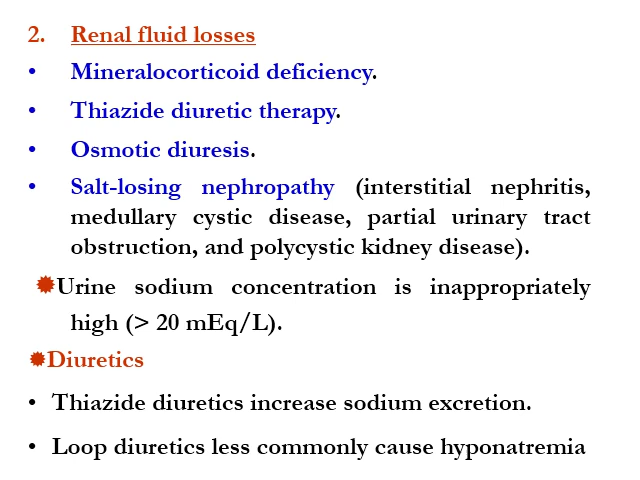 2. Renal fluid losses
• Mineralocorticoid deficiency.
• Thiazide diuretic therapy.
• Osmotic diuresis.
• Salt-losing nephropathy (interstitial nephritis,
medullary cystic disease, partial urinary tract
obstruction, and polycystic kidney disease).
Urine sodium concentration is inappropriately
high (> 20 mEq/L).
Diuretics
• Thiazide diuretics increase sodium excretion.
• Loop diuretics less commonly cause hyponatremia